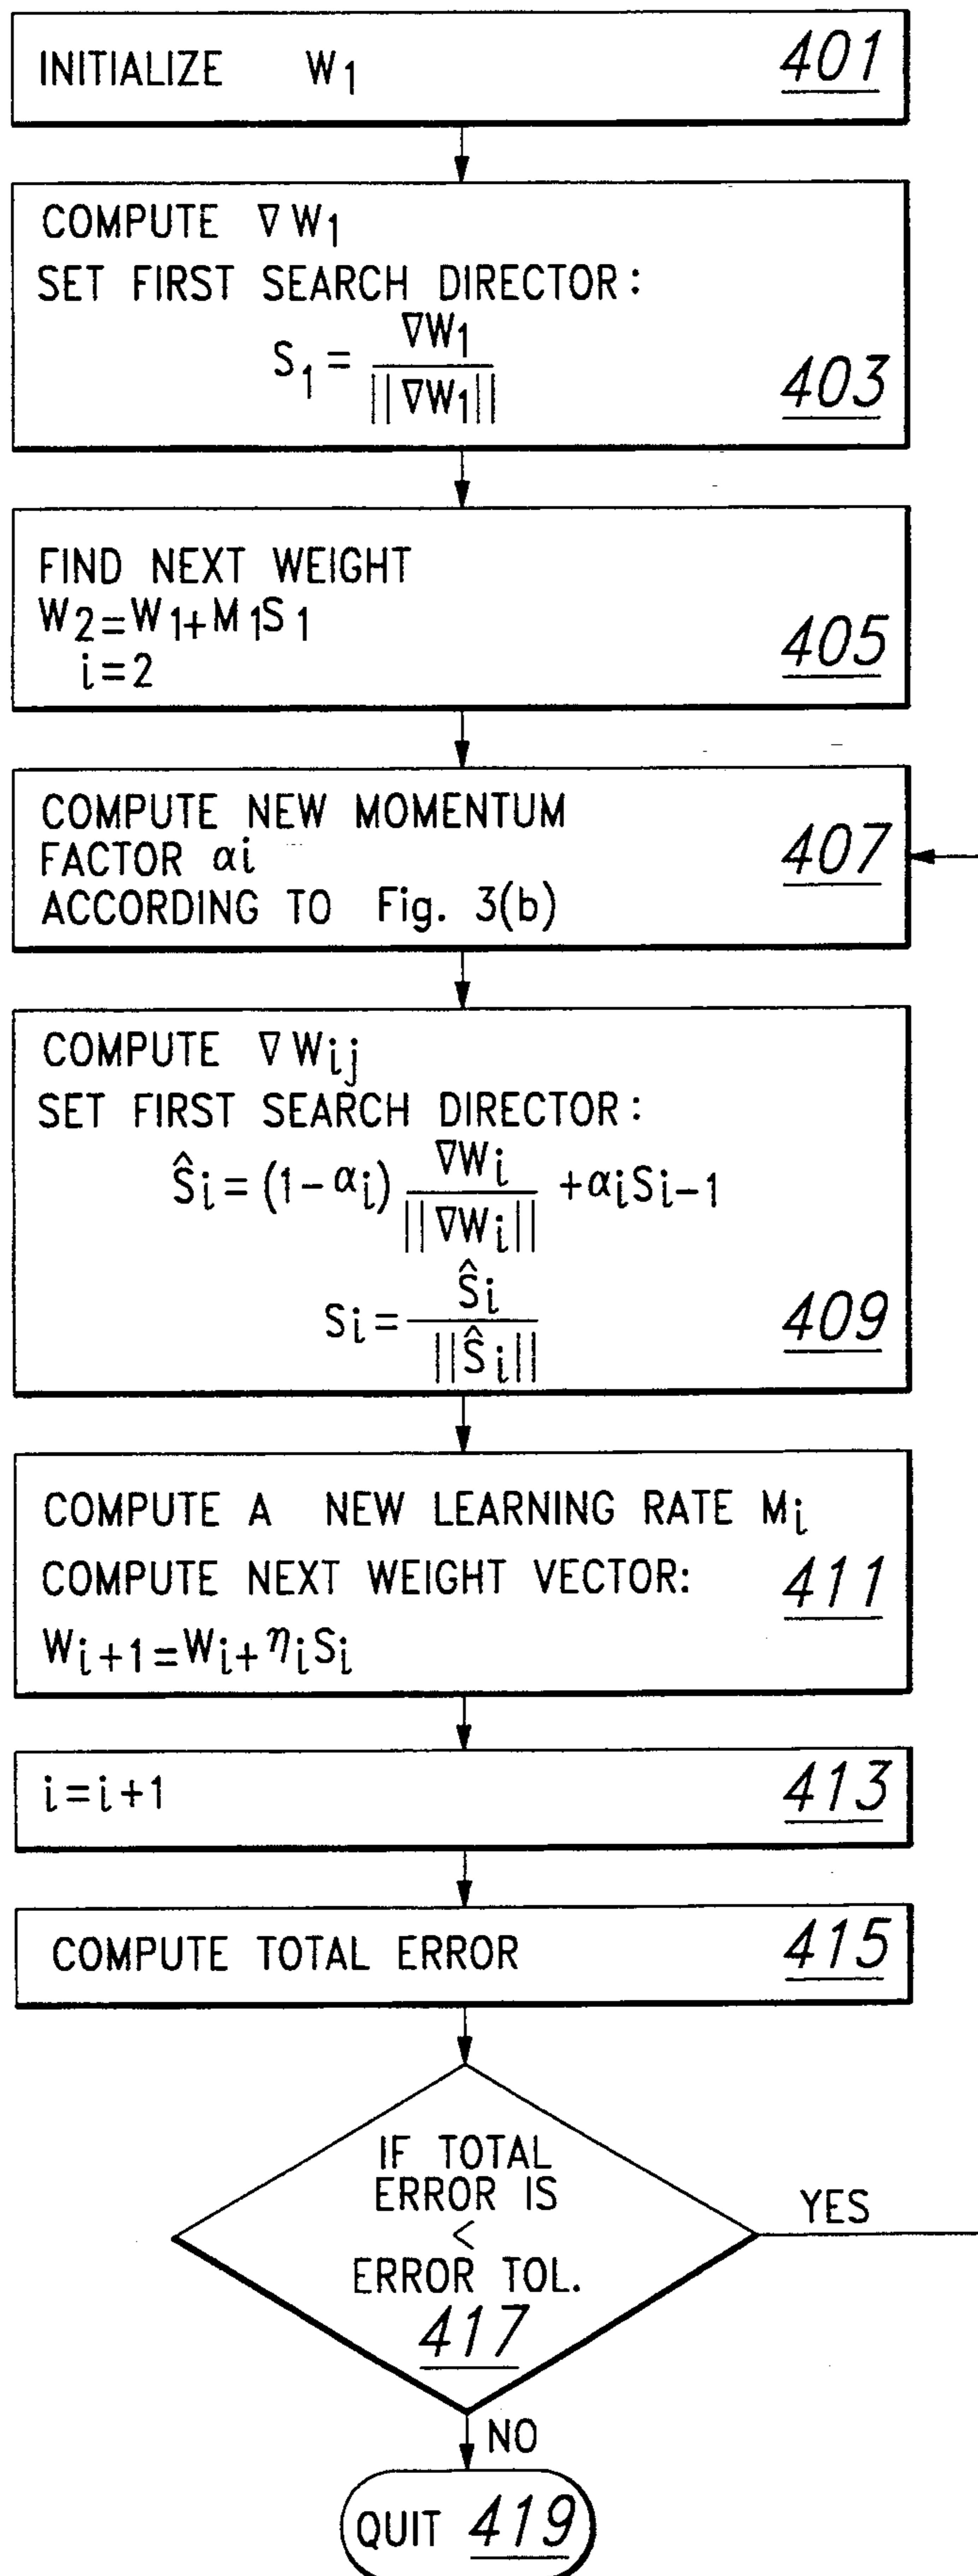 INITIALIZE W1 401
COMPUTE ∇W1
SET FIRST SEARCH DIRECTOR:
S1 = ∇W1 / ||∇W1||
403
FIND NEXT WEIGHT
W2=W1+M1S1
i=2
405
COMPUTE NEW MOMENTUM
FACTOR αi
407
ACCORDING TO Fig. 3(b)
COMPUTE ∇Wij
SET FIRST SEARCH DIRECTOR:
Ŝi = (1-αi) ∇Wi / ||∇Wi|| +αiSi-1
Si = Ŝi / ||Ŝi||
409
COMPUTE A NEW LEARNING RATE Mi
COMPUTE NEXT WEIGHT VECTOR: 411
Wi+1=Wi+ηiSi
i=i+1 413
COMPUTE TOTAL ERROR 415
IF TOTAL
ERROR IS
<
ERROR TOL.
417
YES
NO
QUIT 419